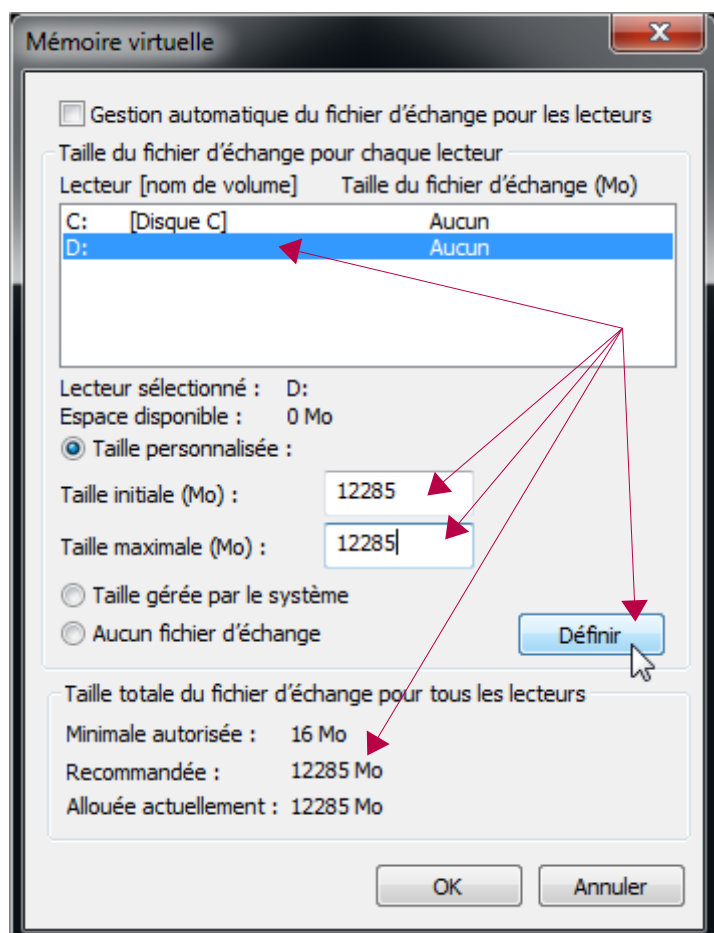 Mémoire virtuelle
x
Gestion automatique du fichier d'échange pour les lecteurs
Taille du fichier d'échange pour chaque lecteur
Lecteur [nom de volume] Taille du fichier d'échange (Mo)
C: [Disque C] Aucun
D: Aucun
Lecteur sélectionné : D:
Espace disponible : 0 Mo
Taille personnalisée :
Taille initiale (Mo) : 12285
Taille maximale (Mo) : 12285
Taille gérée par le système
Aucun fichier d'échange
Définir
Taille totale du fichier d'échange pour tous les lecteurs
Minimale autorisée : 16 Mo
Recommandée : 12285 Mo
Allouée actuellement : 12285 Mo
OK Annuler